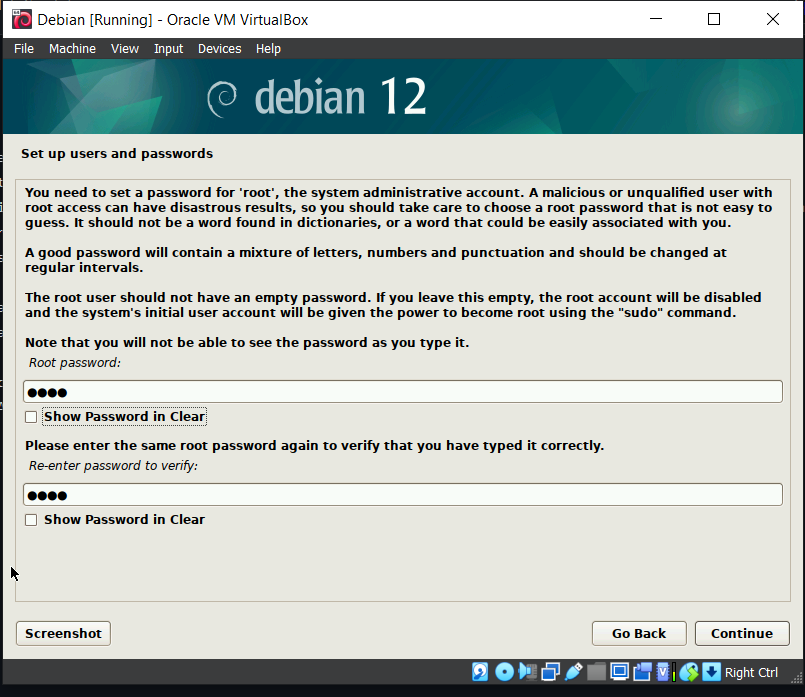 Debian [Running] - Oracle VM VirtualBox
File Machine View Input Devices Help
debian 12
Set up users and passwords
You need to set a password for 'root', the system administrative account. A malicious or unqualified user with
root access can have disastrous results, so you should take care to choose a root password that is not easy to
guess. It should not be a word found in dictionaries, or a word that could be easily associated with you.
A good password will contain a mixture of letters, numbers and punctuation and should be changed at
regular intervals.
The root user should not have an empty password. If you leave this empty, the root account will be disabled
and the system's initial user account will be given the power to become root using the "sudo" command.
Note that you will not be able to see the password as you type it.
Root password:
●●●●
Show Password in Clear
Please enter the same root password again to verify that you have typed it correctly.
Re-enter password to verify:
●●●●
Show Password in Clear
Screenshot Go Back Continue
Right Ctrl